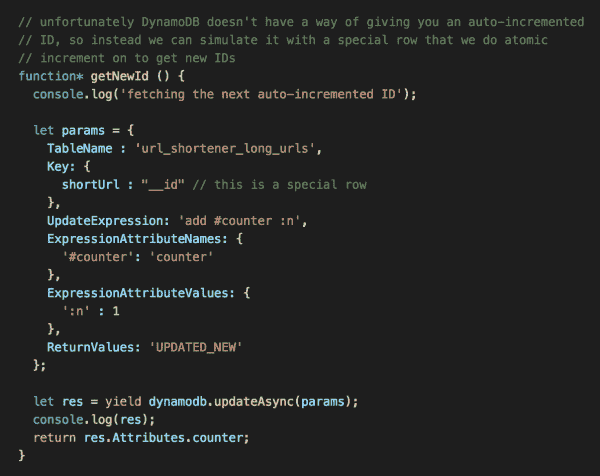 // unfortunately DynamoDB doesn't have a way of giving you an auto-incremented
// ID, so instead we can simulate it with a special row that we do atomic
// increment on to get new IDs
function* getNewId () {
  console.log('fetching the next auto-incremented ID');

  let params = {
    TableName : 'url_shortener_long_urls',
    Key: {
      shortUrl : "__id" // this is a special row
    },
    UpdateExpression: 'add #counter :n',
    ExpressionAttributeNames: {
      '#counter': 'counter'
    },
    ExpressionAttributeValues: {
      ':n' : 1
    },
    ReturnValues: 'UPDATED_NEW'
  };

  let res = yield dynamodb.updateAsync(params);
  console.log(res);
  return res.Attributes.counter;
}